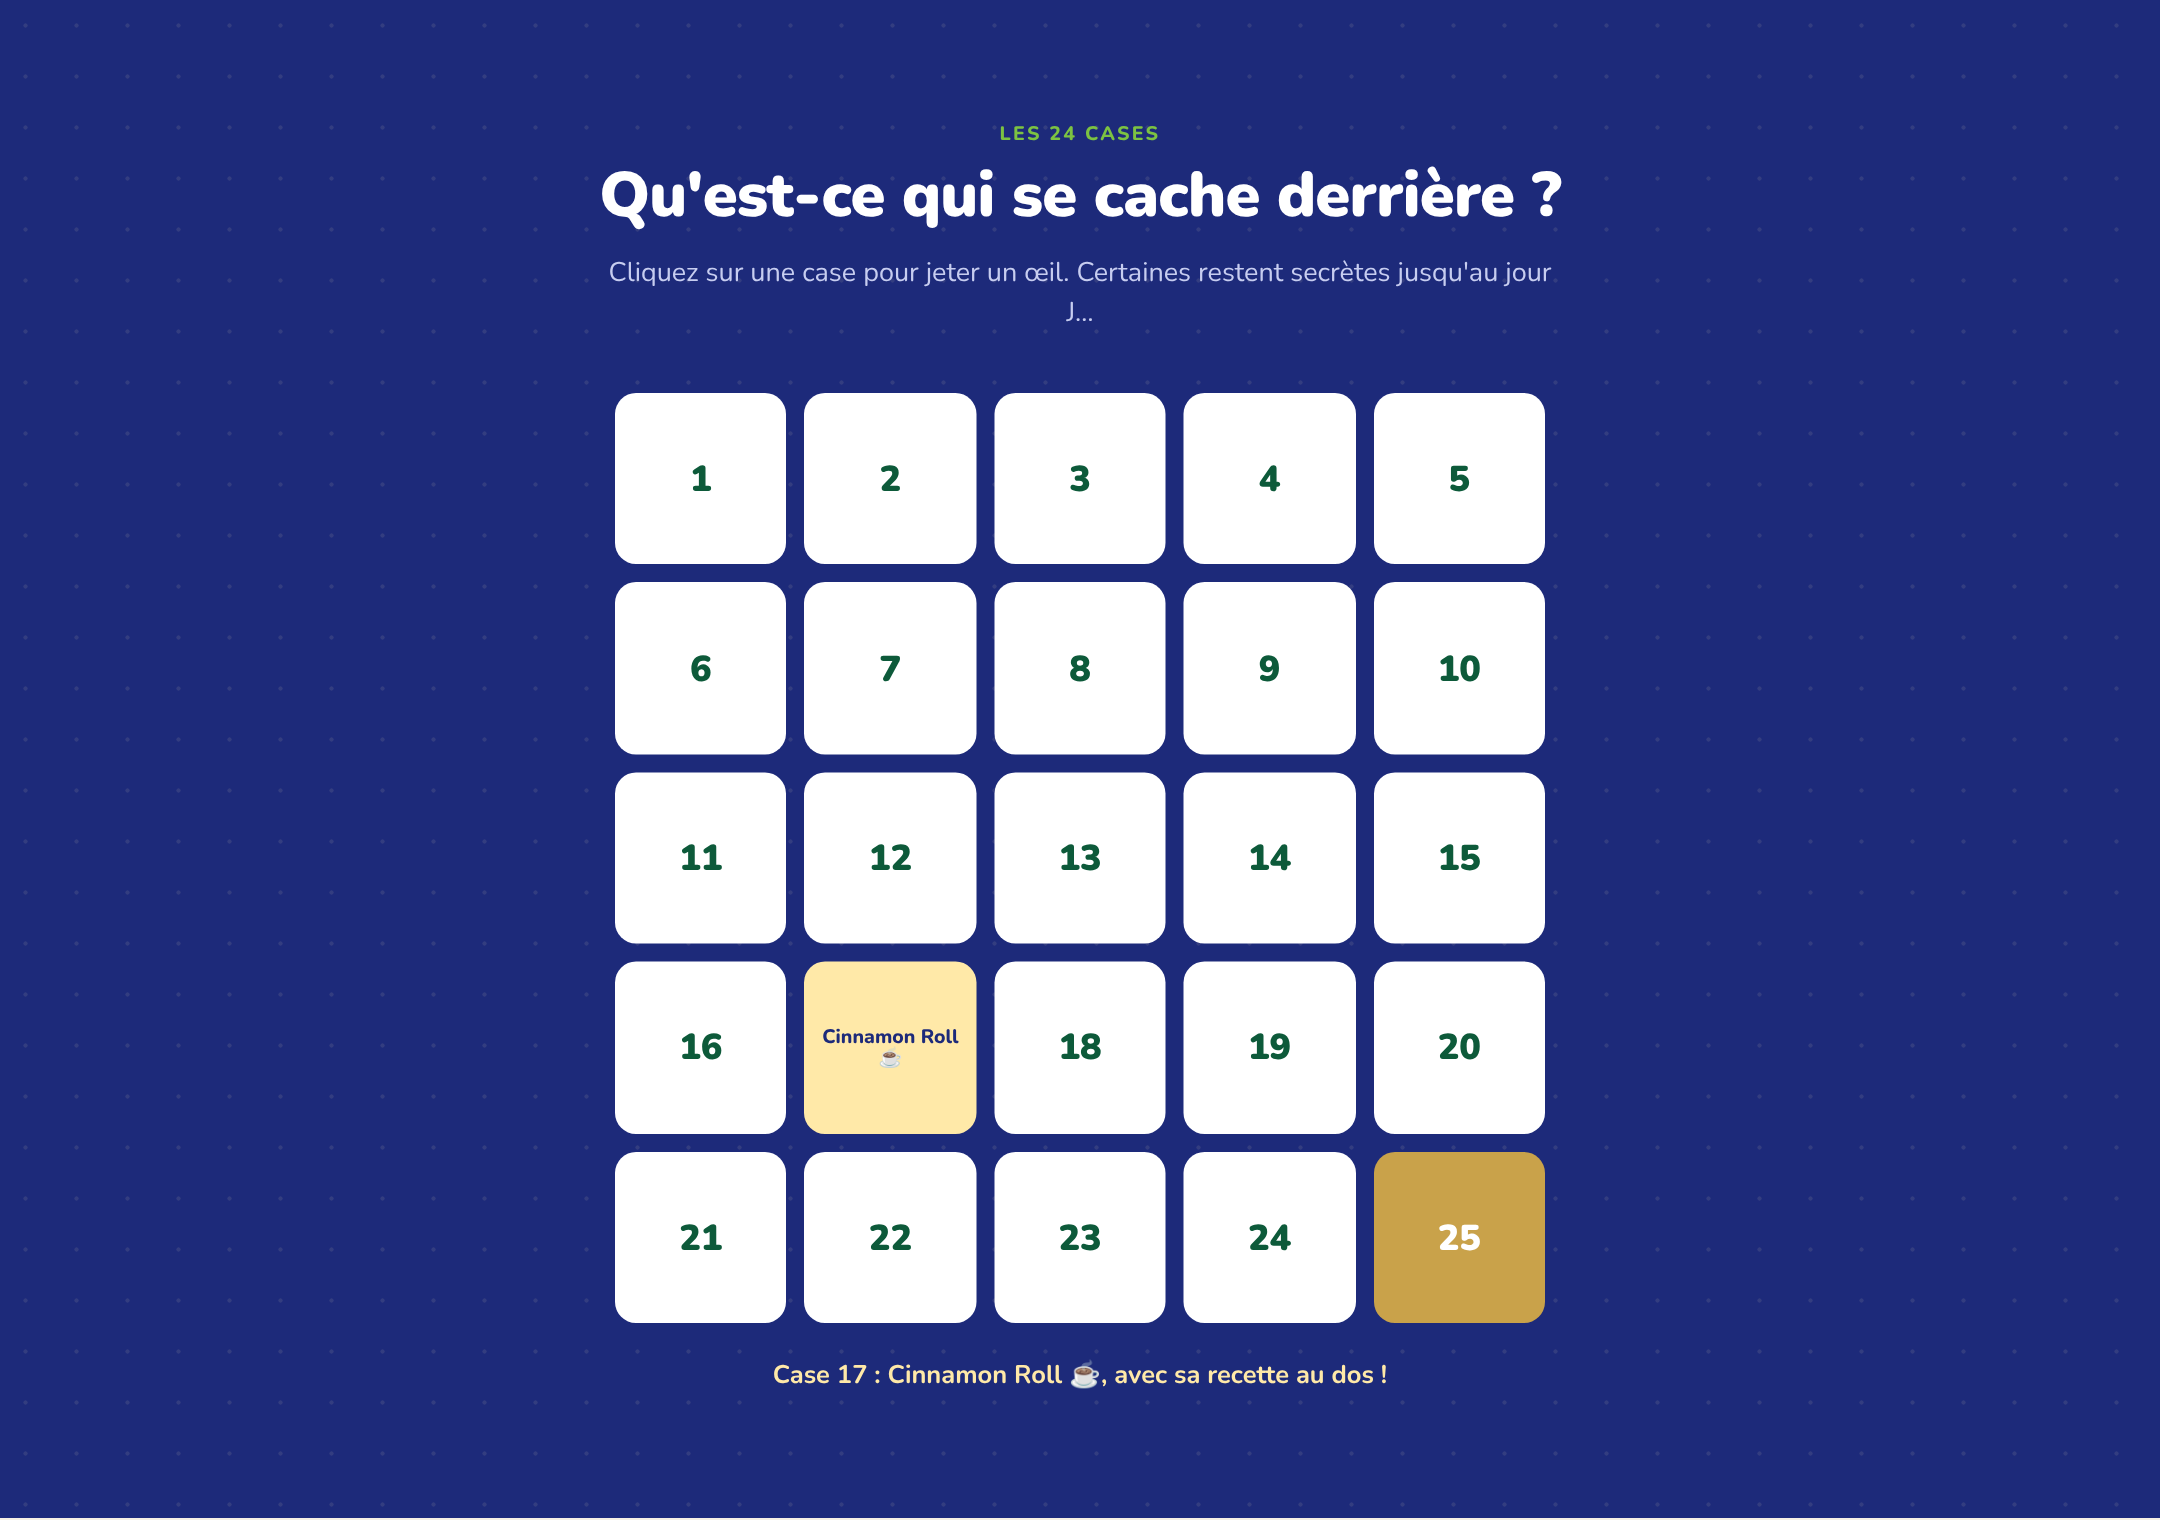 LES 24 CASES
Qu'est-ce qui se cache derrière ?
Cliquez sur une case pour jeter un œil. Certaines restent secrètes jusqu'au jour
J...
1 2 3 4 5
6 7 8 9 10
11 12 13 14 15
16 Cinnamon Roll ☕ 18 19 20
21 22 23 24 25
Case 17 : Cinnamon Roll ☕, avec sa recette au dos !